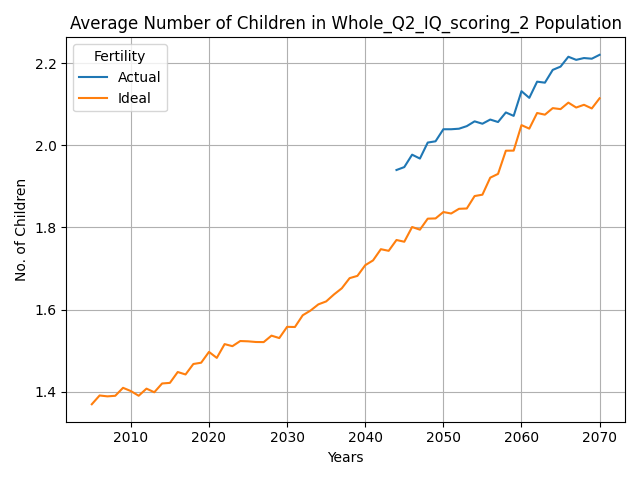 Average Number of Children in Whole_Q2_IQ_scoring_2 Population
Fertility
Actual
Ideal
No. of Children
2.2
2.0
1.8
1.6
1.4
2010 2020 2030 2040 2050 2060 2070
Years